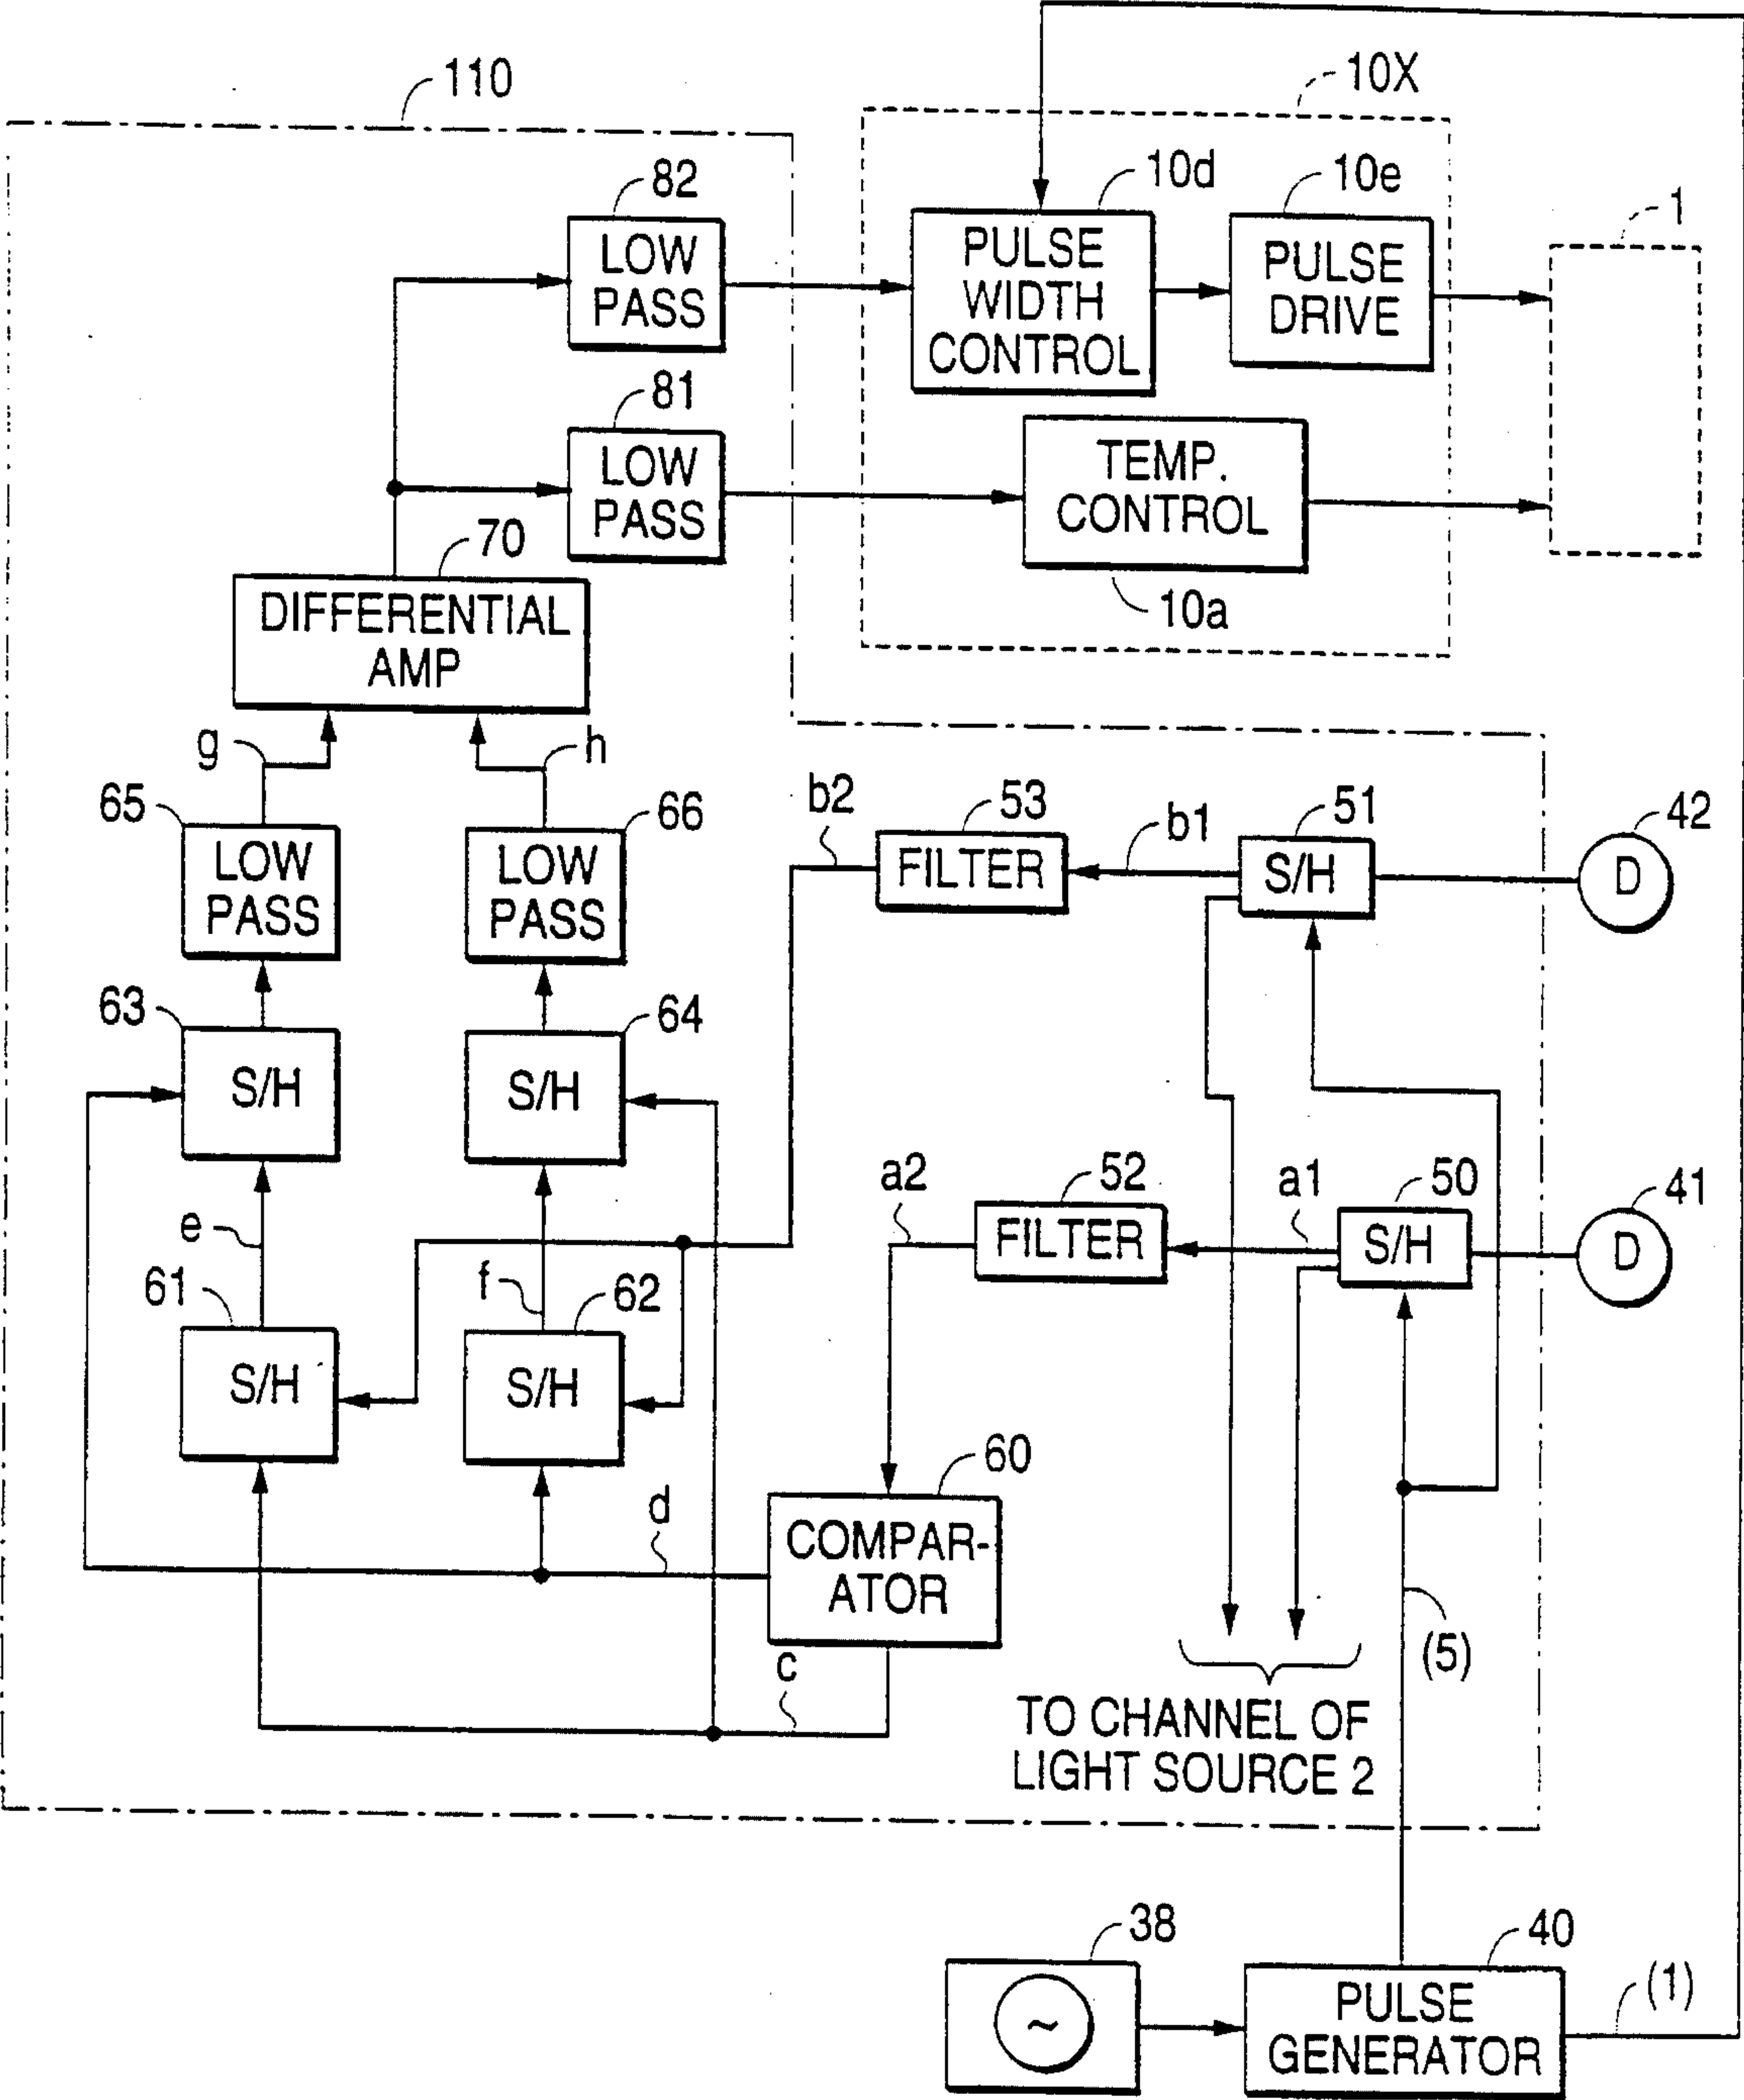 110
10X
82
10d
10e
1
LOW
PASS
PULSE
WIDTH
CONTROL
PULSE
DRIVE
81
LOW
PASS
TEMP.
CONTROL
10a
70
DIFFERENTIAL
AMP
g
h
65
66
b2
53
b1
51
42
LOW
PASS
LOW
PASS
FILTER
S/H
D
63
64
S/H
S/H
a2
52
a1
50
41
FILTER
S/H
D
e
f
61
62
S/H
S/H
60
d
COMPAR-
ATOR
c
(5)
TO CHANNEL OF
LIGHT SOURCE 2
38
40
(1)
~
PULSE
GENERATOR